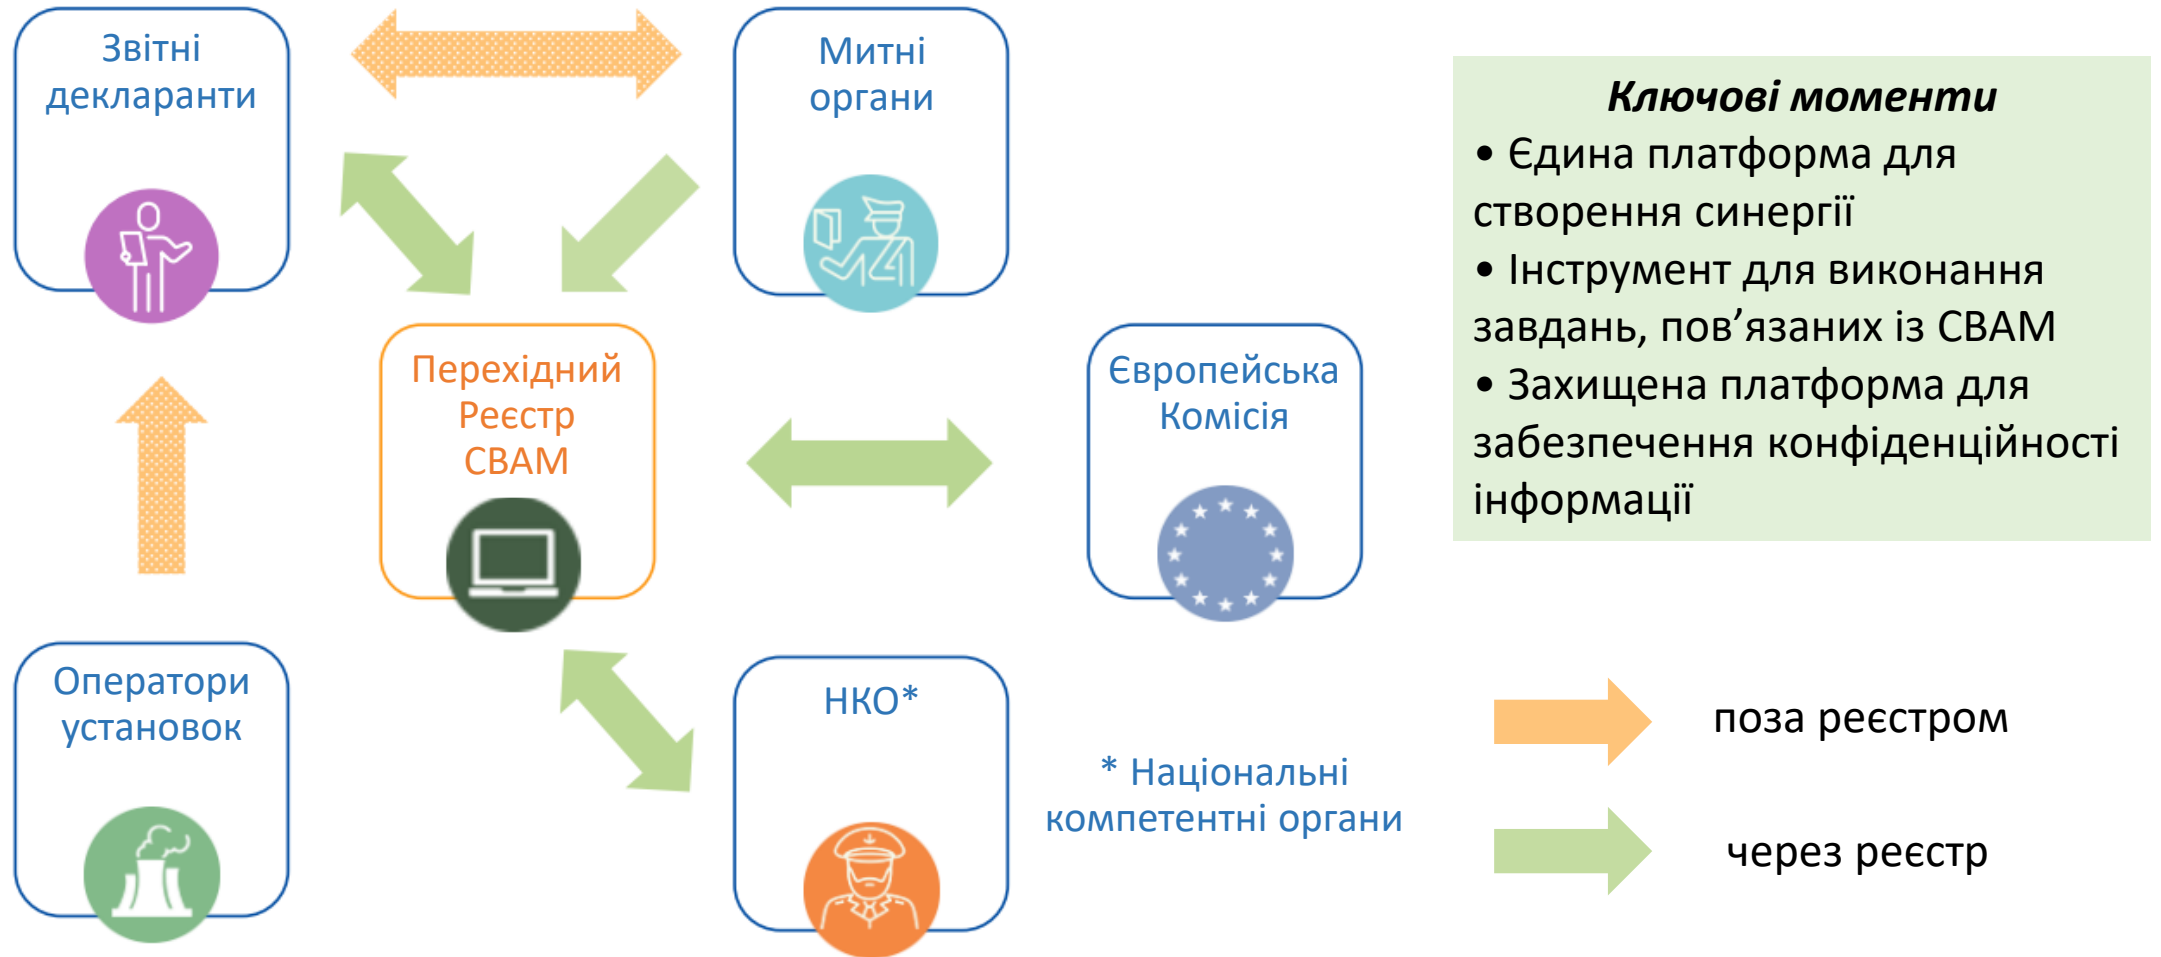 Звітні
декларанти
Митні
органи
Перехідний
Реєстр
СВАМ
Європейська
Комісія
Оператори
установок
НКО*
* Національні
компетентні органи
Ключові моменти
• Єдина платформа для
створення синергії
• Інструмент для виконання
завдань, пов’язаних із СВАМ
• Захищена платформа для
забезпечення конфіденційності
інформації
поза реєстром
через реєстр